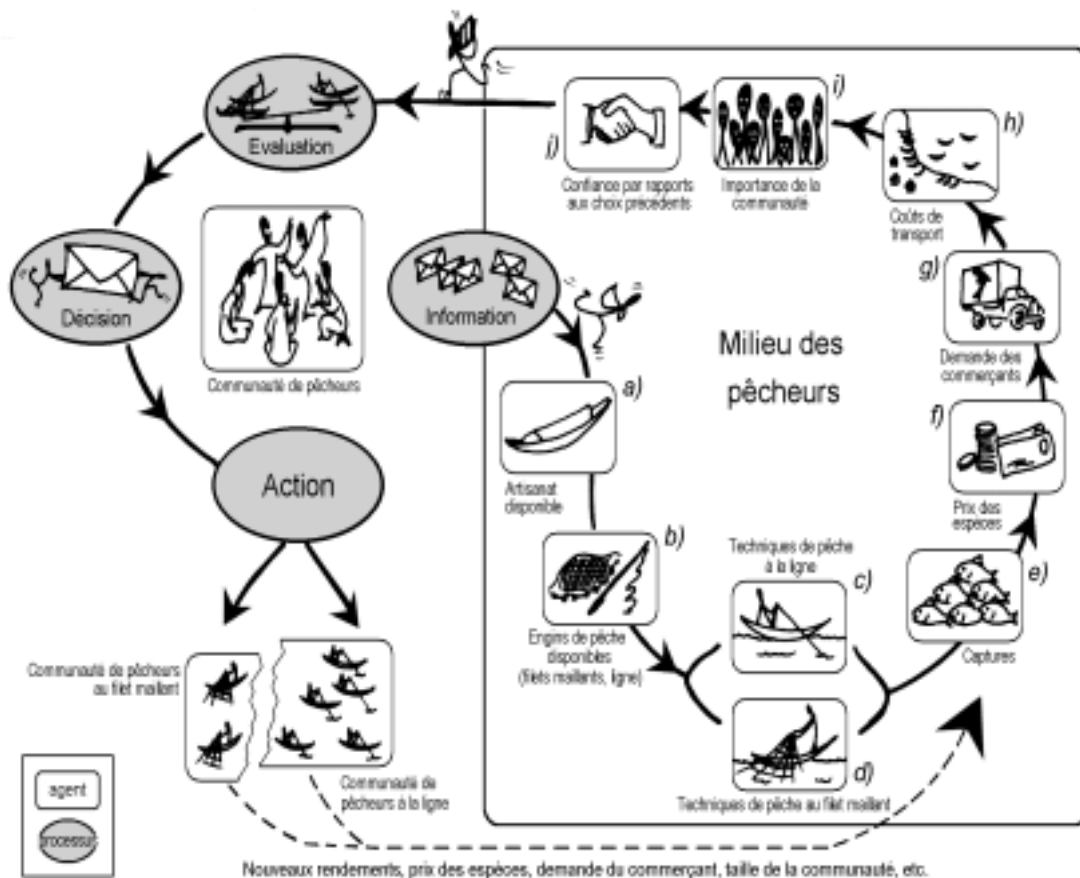 Evaluation
Décision
Communauté de pêcheurs
Information
Action
Communauté de pêcheurs
au filet maillant
Communauté de
pêcheurs à la ligne
agent
processus
Milieu des
pêcheurs
a)
Artisanat
disponible
b)
Engins de pêche
disponibles
(filets maillants, ligne)
Techniques de pêche
à la ligne
c)
d)
Techniques de pêche au filet maillant
e)
Captures
f)
Prix des
espèces
g)
Demande des
commerçants
h)
Coûts de
transport
i)
Importance de la
communauté
j)
Confiance par rapports
aux choix précédents
Nouveaux rendements, prix des espèces, demande du commerçant, taille de la communauté, etc.